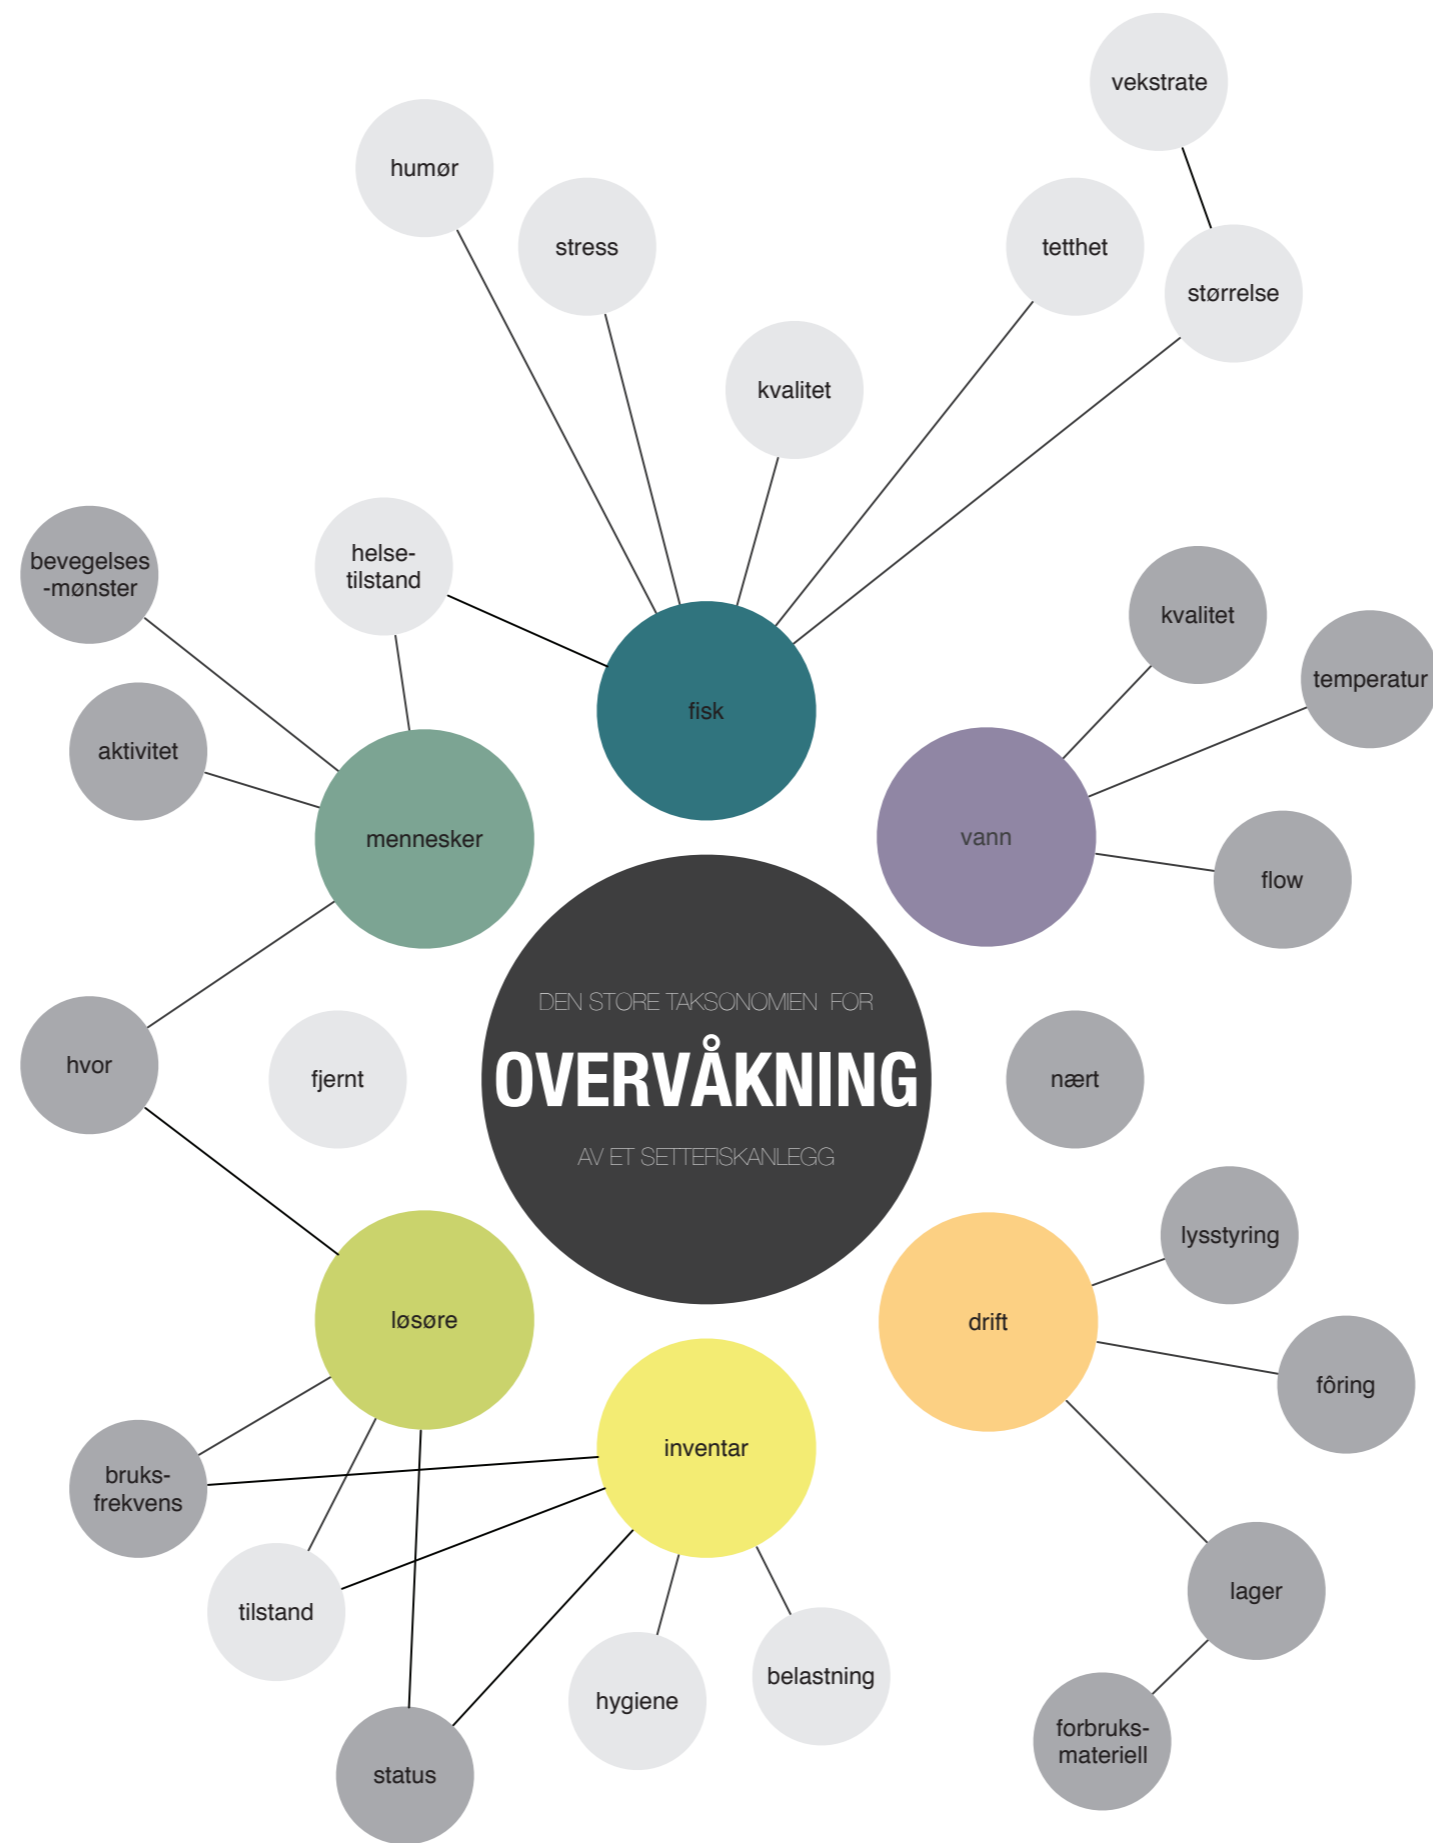 vekstrate
humør
stress
tetthet
størrelse
kvalitet
bevegelses
-mønster
helse-
tilstand
kvalitet
temperatur
aktivitet
fisk
mennesker
vann
flow
DEN STORE TAKSONOMIEN FOR
OVERVÅKNING
AV ET SETTEFISKANLEGG
hvor
fjernt
nært
lysstyring
løsøre
drift
fôring
inventar
bruks-
frekvens
tilstand
lager
hygiene
belastning
forbruks-
materiell
status